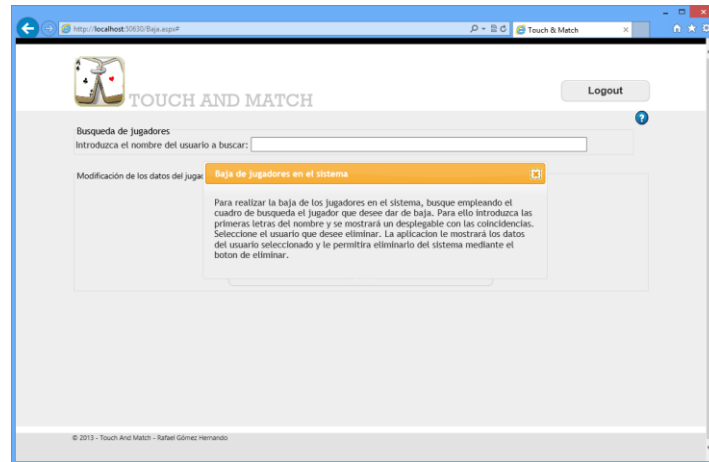 http://localhost:50630/Baja.aspx#
Touch & Match
TOUCH AND MATCH
Logout
Busqueda de jugadores
Introduzca el nombre del usuario a buscar:
Modificación de los datos del jugad
Baja de jugadores en el sistema
Para realizar la baja de los jugadores en el sistema, busque empleando el
cuadro de busqueda el jugador que desee dar de baja. Para ello introduzca las
primeras letras del nombre y se mostrará un desplegable con las coincidencias.
Seleccione el usuario que desee eliminar. La aplicacion le mostrará los datos
del usuario seleccionado y le permitira eliminarlo del sistema mediante el
boton de eliminar.
© 2013 - Touch And Match - Rafael Gómez Hernando